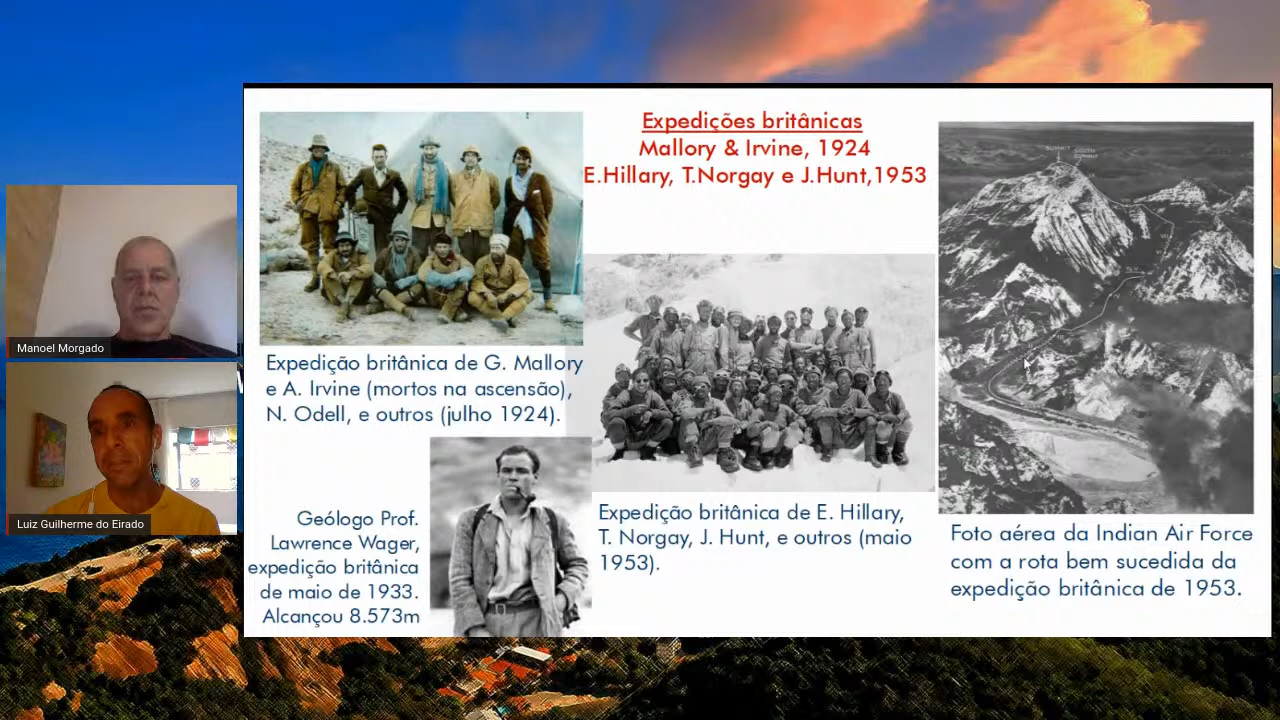 Expedições britânicas
Mallory & Irvine, 1924
E.Hillary, T.Norgay e J.Hunt,1953
SUMMIT
SOUTH
SUMMIT
Manoel Morgado
Expedição britânica de G. Mallory
e A. Irvine (mortos na ascensão),
N. Odell, e outros (julho 1924).
Luiz Guilherme do Eirado
Geólogo Prof.
Lawrence Wager,
expedição britânica
de maio de 1933.
Alcançou 8.573m
Expedição britânica de E. Hillary,
T. Norgay, J. Hunt, e outros (maio
1953).
Foto aérea da Indian Air Force
com a rota bem sucedida da
expedição britânica de 1953.